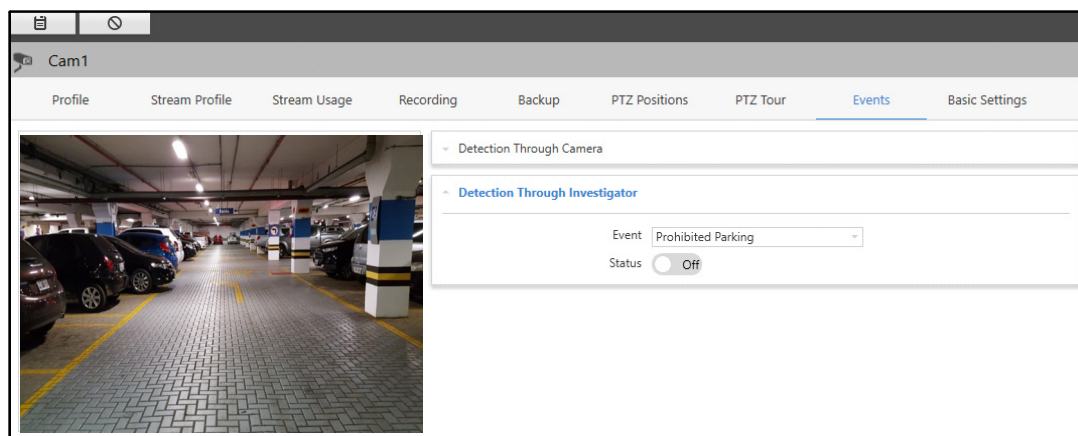 Cam1
Profile Stream Profile Stream Usage Recording Backup PTZ Positions PTZ Tour Events Basic Settings
Detection Through Camera
Detection Through Investigator
Event Prohibited Parking
Status Off